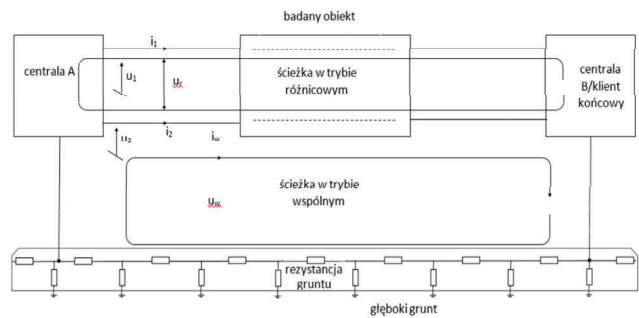 badany obiekt
i1
centrala A
u1
ur
ścieżka w trybie
różnicowym
centrala
B/klient
końcowy
i2
u2
iw
ścieżka w trybie
wspólnym
uw
rezystancja
gruntu
głęboki grunt